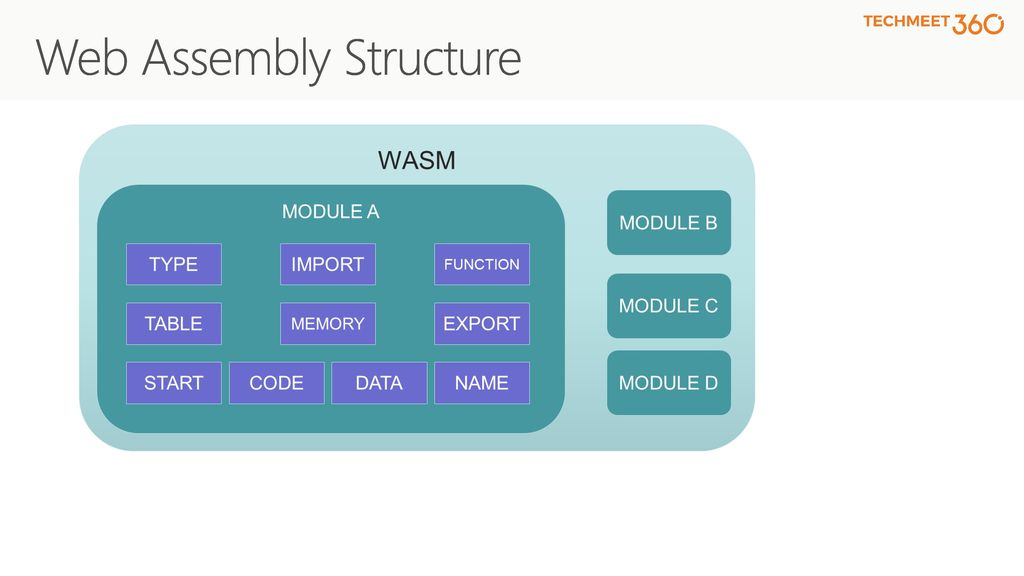 TECHMEET 360
Web Assembly Structure
WASM
MODULE A
TYPE
IMPORT
FUNCTION
TABLE
MEMORY
EXPORT
START
CODE
DATA
NAME
MODULE B
MODULE C
MODULE D